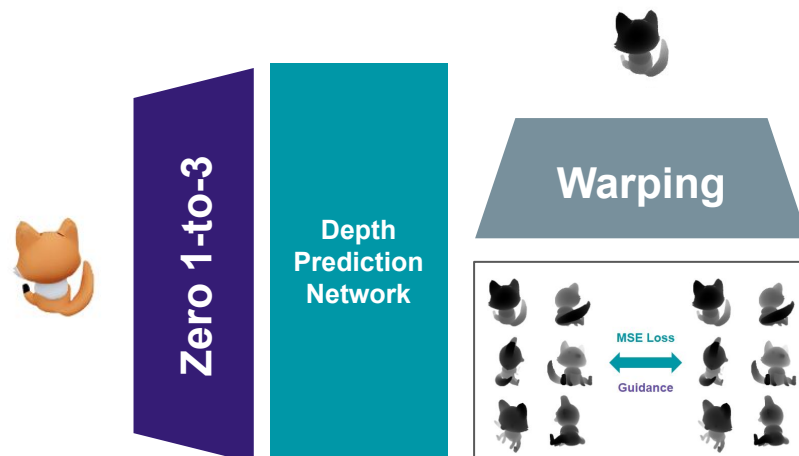 Zero 1-to-3
Depth
Prediction
Network
Warping
MSE Loss
Guidance